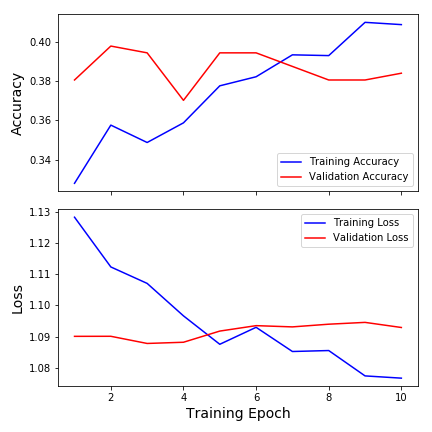 0.40
0.38
0.36
0.34
Accuracy
Training Accuracy
Validation Accuracy
1.13
1.12
1.11
1.10
1.09
1.08
Loss
Training Loss
Validation Loss
2 4 6 8 10
Training Epoch